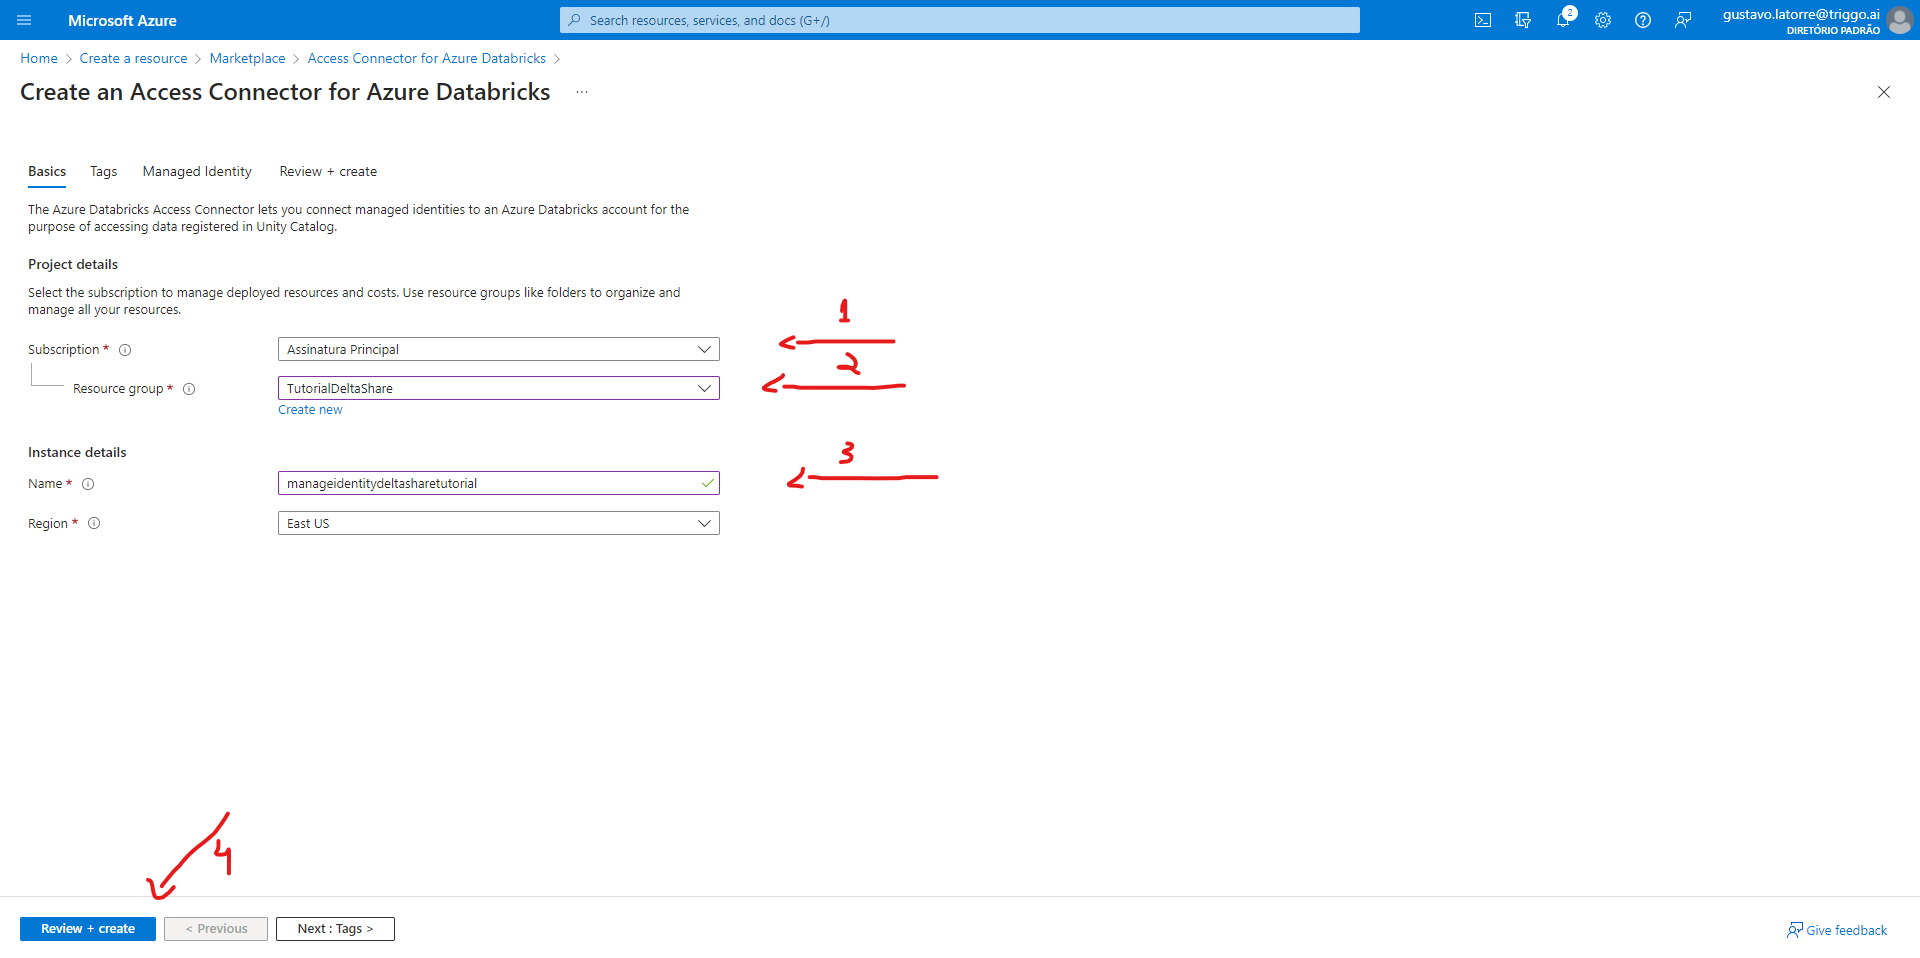 Microsoft Azure
Search resources, services, and docs (G+/)
2
gustavo.latorre@triggo.ai
DIRETÓRIO PADRÃO
Home > Create a resource > Marketplace > Access Connector for Azure Databricks >
Create an Access Connector for Azure Databricks ...
Basics Tags Managed Identity Review + create
The Azure Databricks Access Connector lets you connect managed identities to an Azure Databricks account for the
purpose of accessing data registered in Unity Catalog.
Project details
Select the subscription to manage deployed resources and costs. Use resource groups like folders to organize and
manage all your resources.
1
Subscription * Assinatura Principal
2
Resource group * TutorialDeltaShare
Create new
Instance details
3
Name * manageidentitydeltasharetutorial
Region * East US
4
Review + create < Previous Next : Tags >
Give feedback